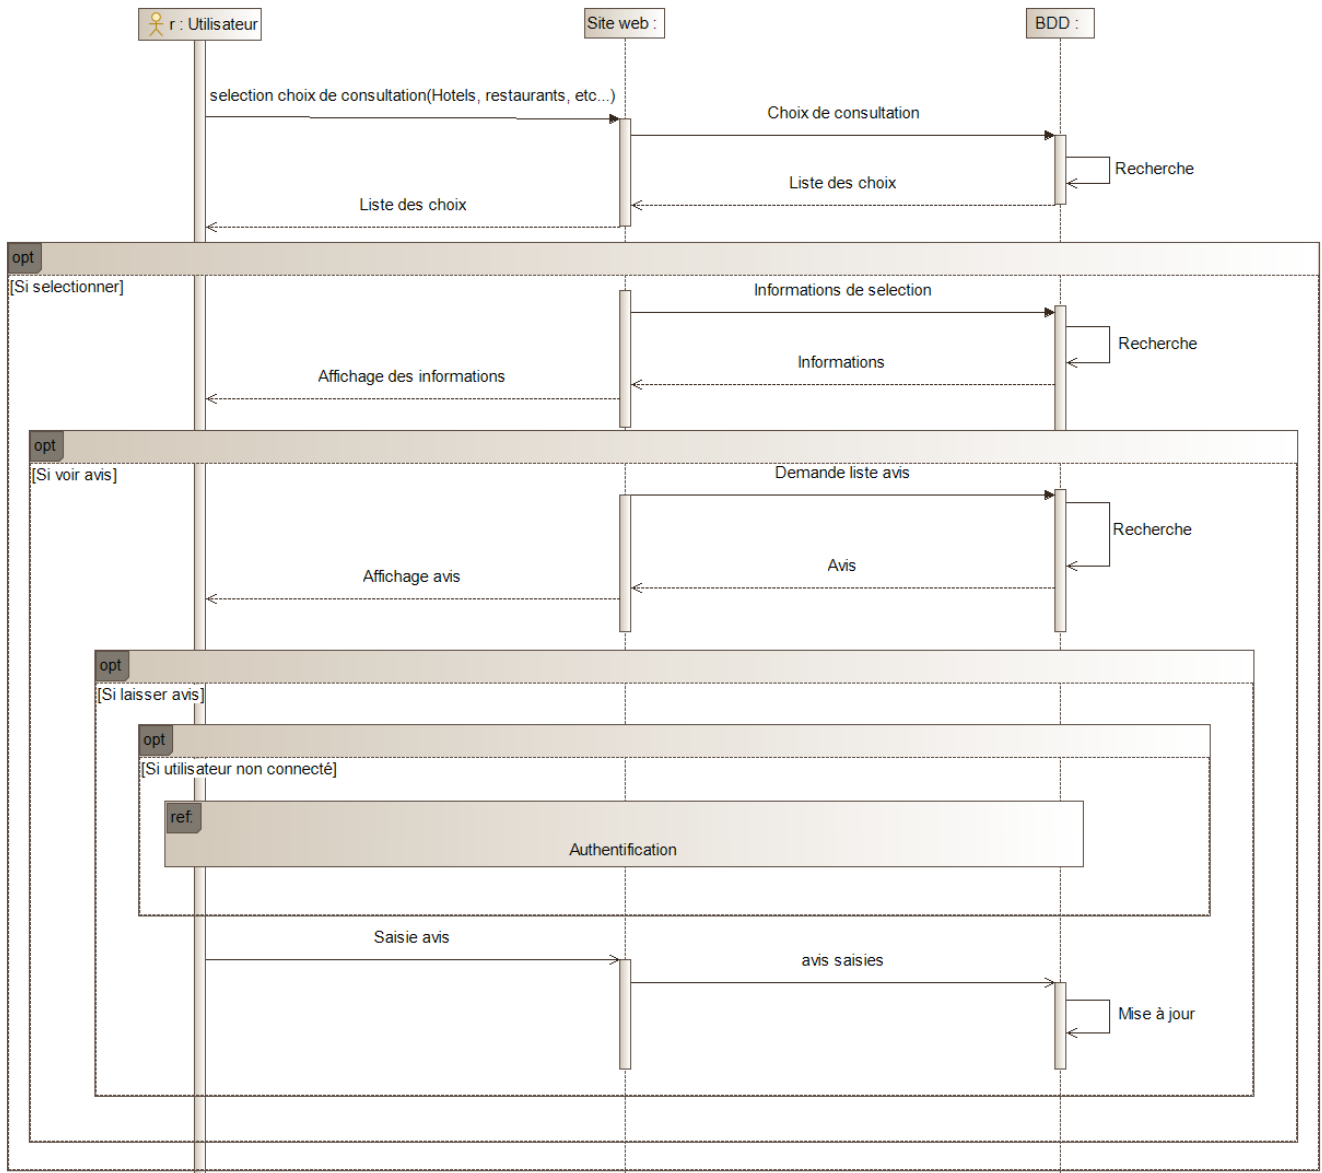 r : Utilisateur
Site web :
BDD :
selection choix de consultation(Hotels, restaurants, etc...)
Choix de consultation
Recherche
Liste des choix
Liste des choix
opt
[Si selectionner]
Informations de selection
Recherche
Informations
Affichage des informations
opt
[Si voir avis]
Demande liste avis
Recherche
Avis
Affichage avis
opt
[Si laisser avis]
opt
[Si utilisateur non connecté]
ref:
Authentification
Saisie avis
avis saisies
Mise à jour